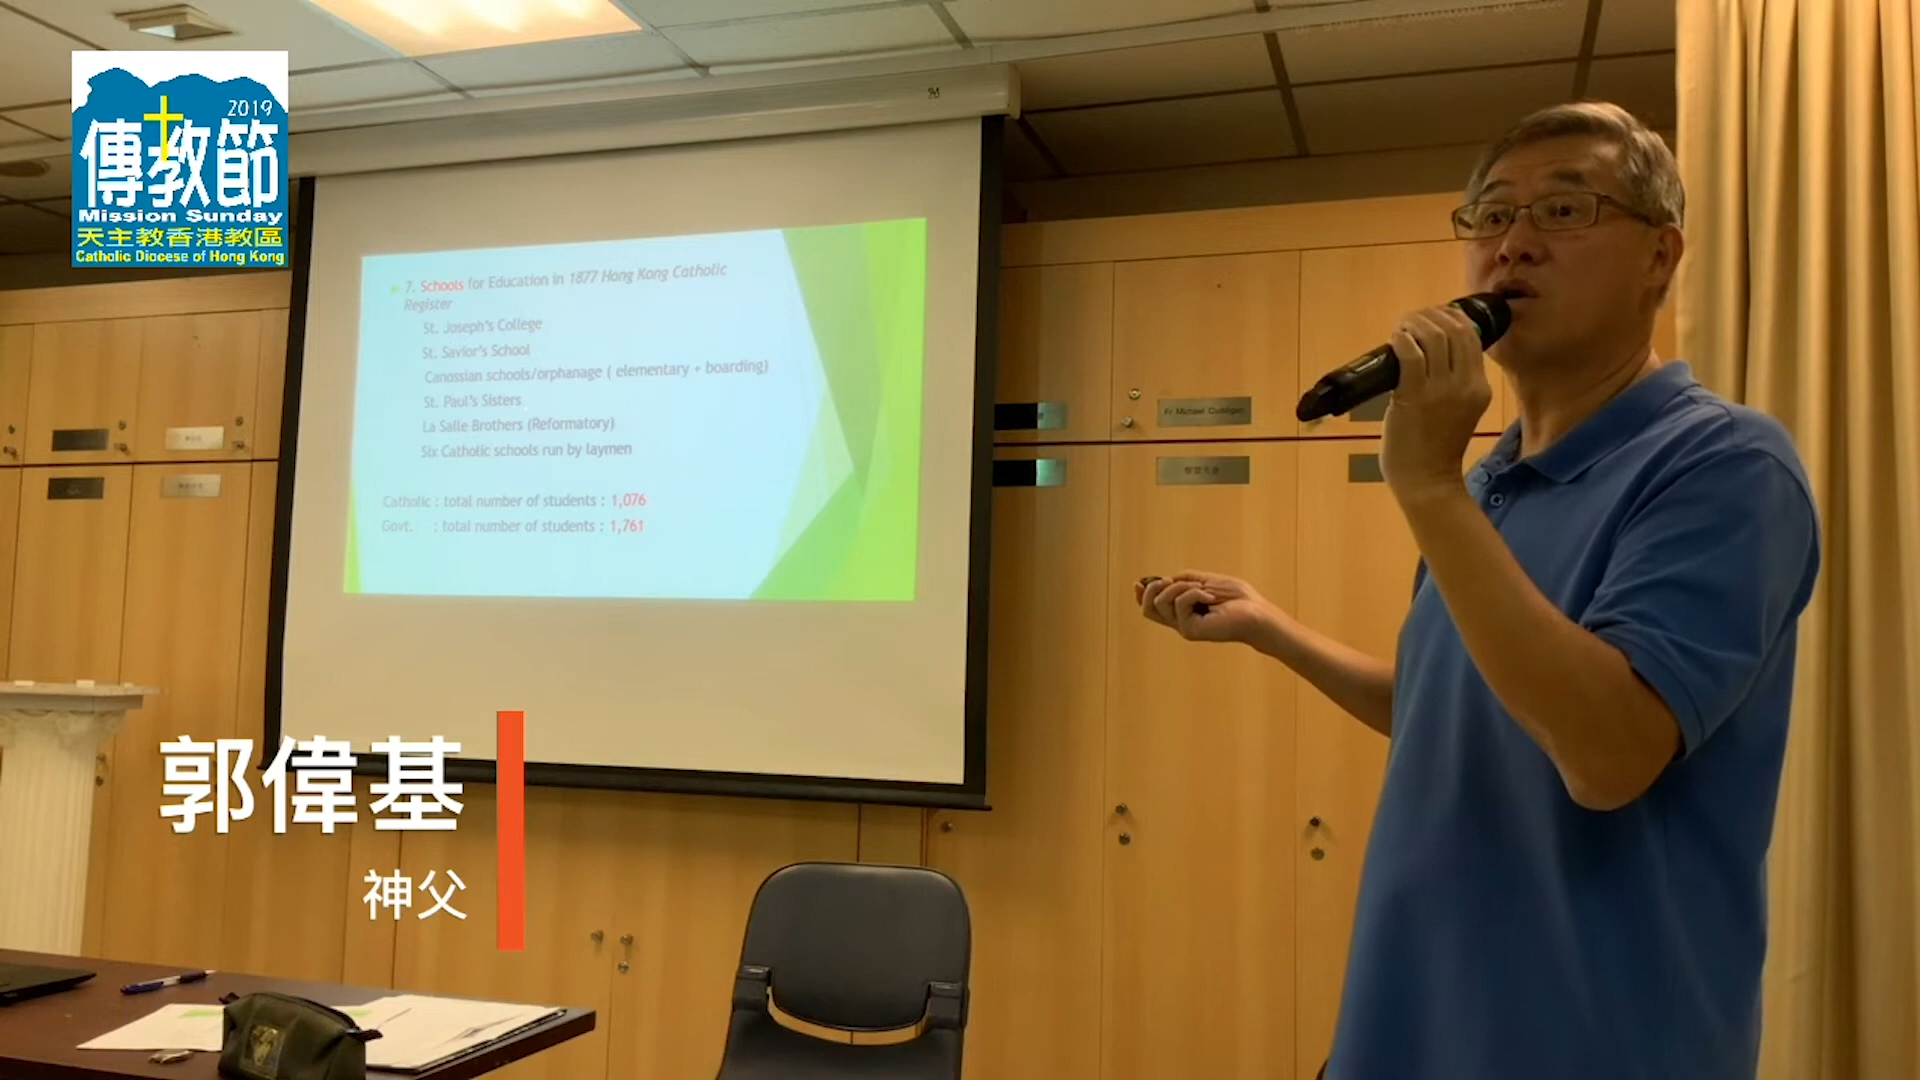 2019
傳教節
Mission Sunday
天主教香港教區
Catholic Diocese of Hong Kong
7. Schools for Education in 1877 Hong Kong Catholic
Register
St. Joseph's College
St. Savior's School
Canossian schools/orphanage ( elementary + boarding)
St. Paul's Sisters
La Salle Brothers (Reformatory)
Six Catholic schools run by laymen
Catholic : total number of students : 1,076
Govt. : total number of students : 1,761
Fr Michael
郭偉基
神父